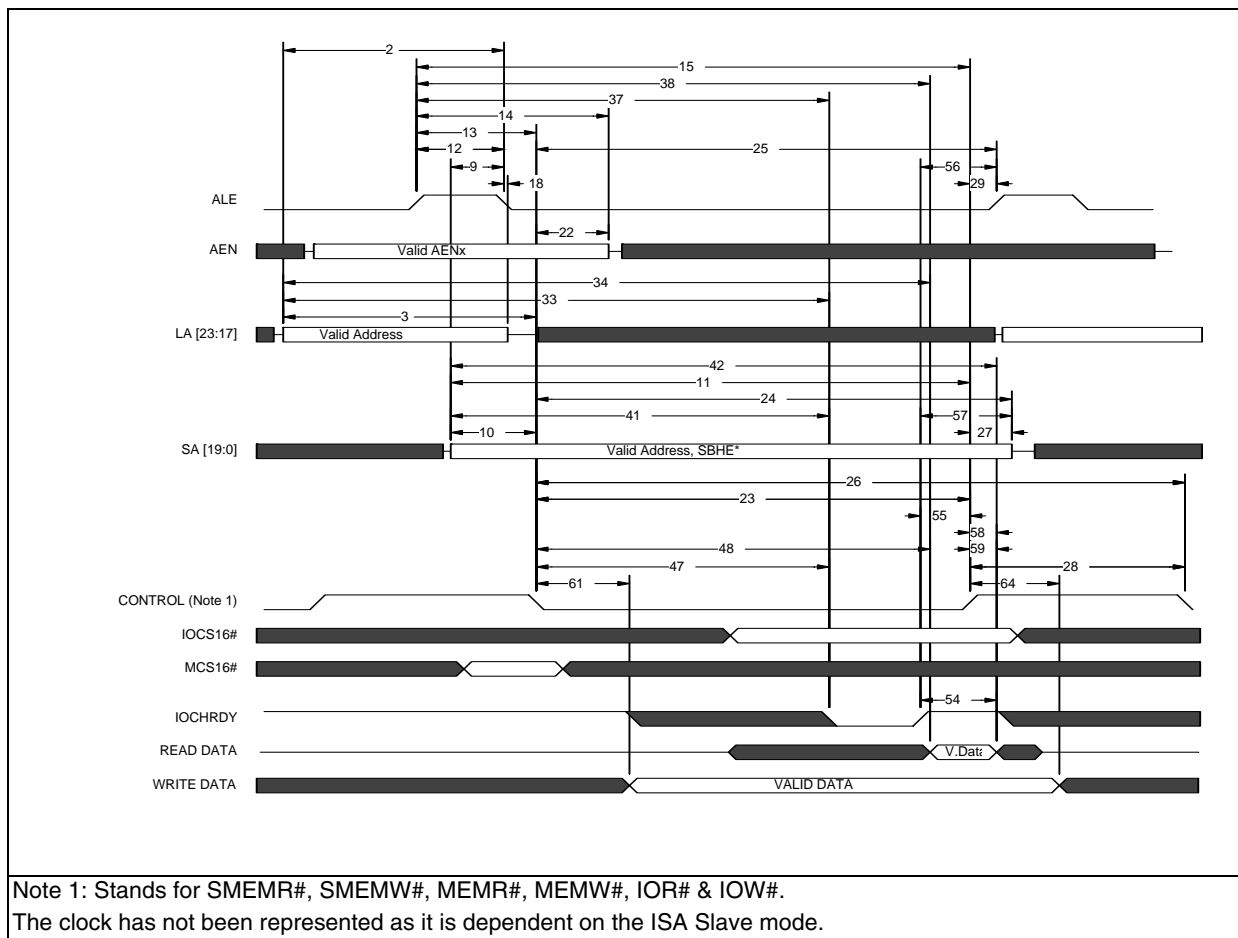 2
15
38
37
14
13
12 25
9 56
18 29
ALE
22
AEN Valid AENx
34
33
3
LA [23:17] Valid Address
42
11
24
41 57
10 27
SA [19:0] Valid Address, SBHE*
26
23
55
58
48 59
47 28
61 64
CONTROL (Note 1)
IOCS16#
MCS16#
54
IOCHRDY
READ DATA V.Data
WRITE DATA VALID DATA
Note 1: Stands for SMEMR#, SMEMW#, MEMR#, MEMW#, IOR# & IOW#.
The clock has not been represented as it is dependent on the ISA Slave mode.